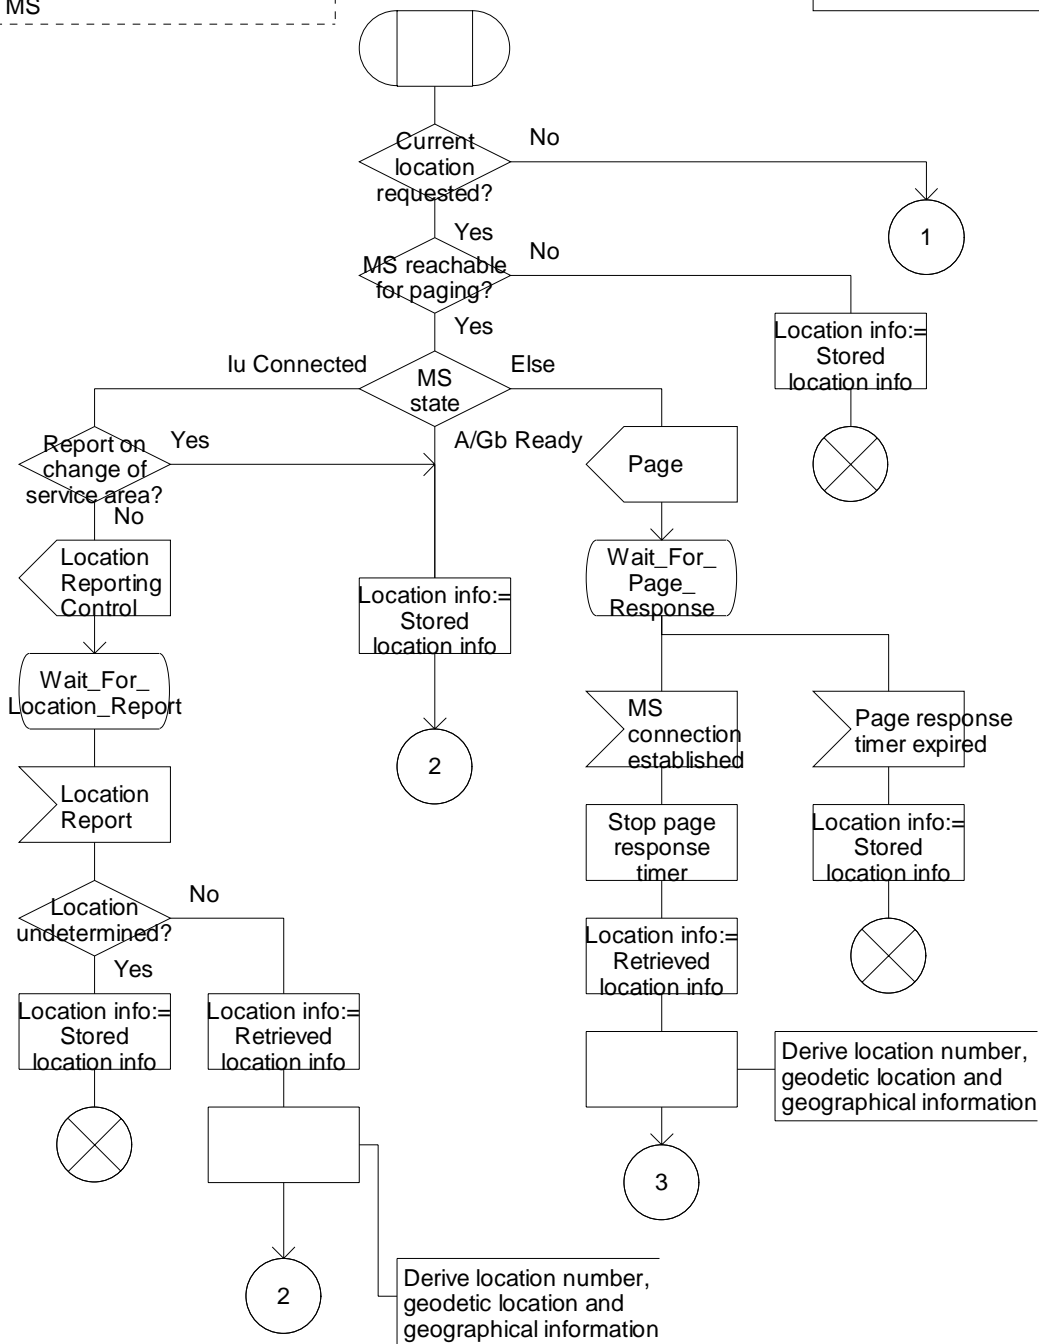 MS
Current
location
requested?
No
1
Yes
MS reachable
for paging?
No
Yes
Location info:=
Stored
location info
Iu Connected
MS
state
Else
A/Gb Ready
Report on
change of
service area?
Yes
No
Page
Location
Reporting
Control
Wait_For_
Page_
Response
Location info:=
Stored
location info
Wait_For_
Location_Report
2
MS
connection
established
Page response
timer expired
Location
Report
Stop page
response
timer
Location info:=
Stored
location info
Location
undetermined?
No
Yes
Location info:=
Retrieved
location info
Location info:=
Stored
location info
Location info:=
Retrieved
location info
Derive location number,
geodetic location and
geographical information
3
2
Derive location number,
geodetic location and
geographical information